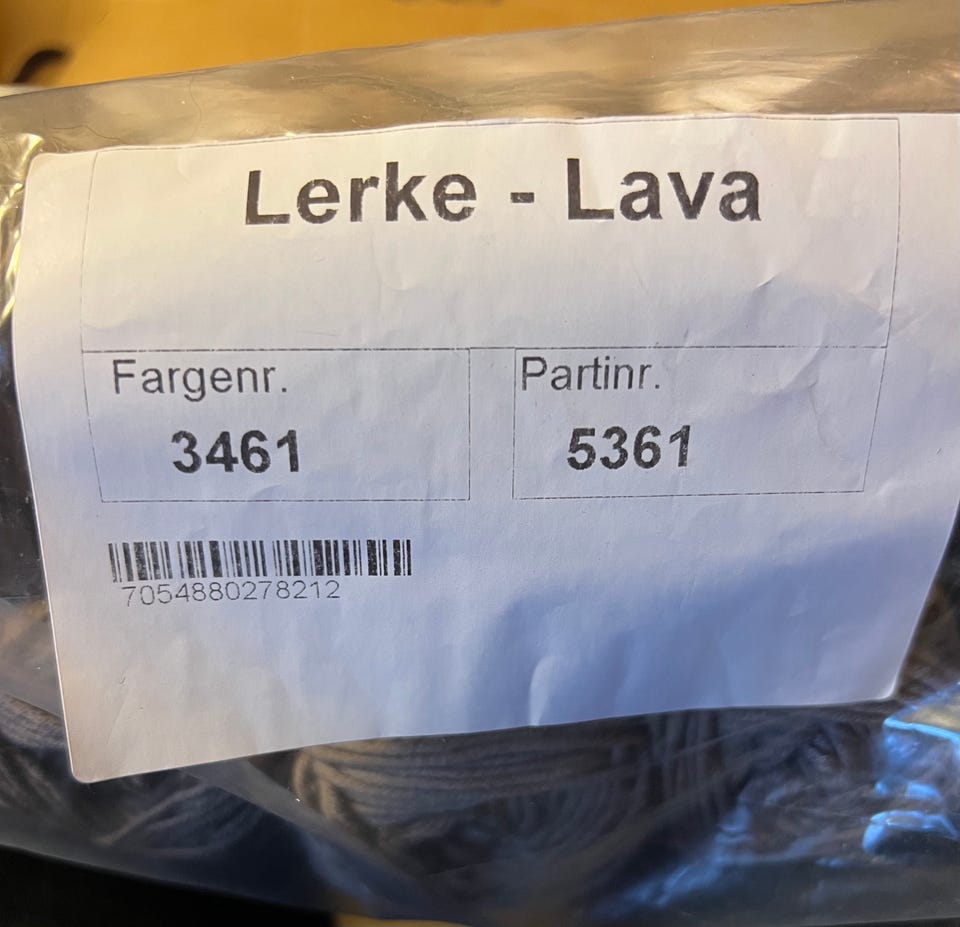 Lerke - Lava
Fargenr.
Partinr.
3461
5361
7054880278212